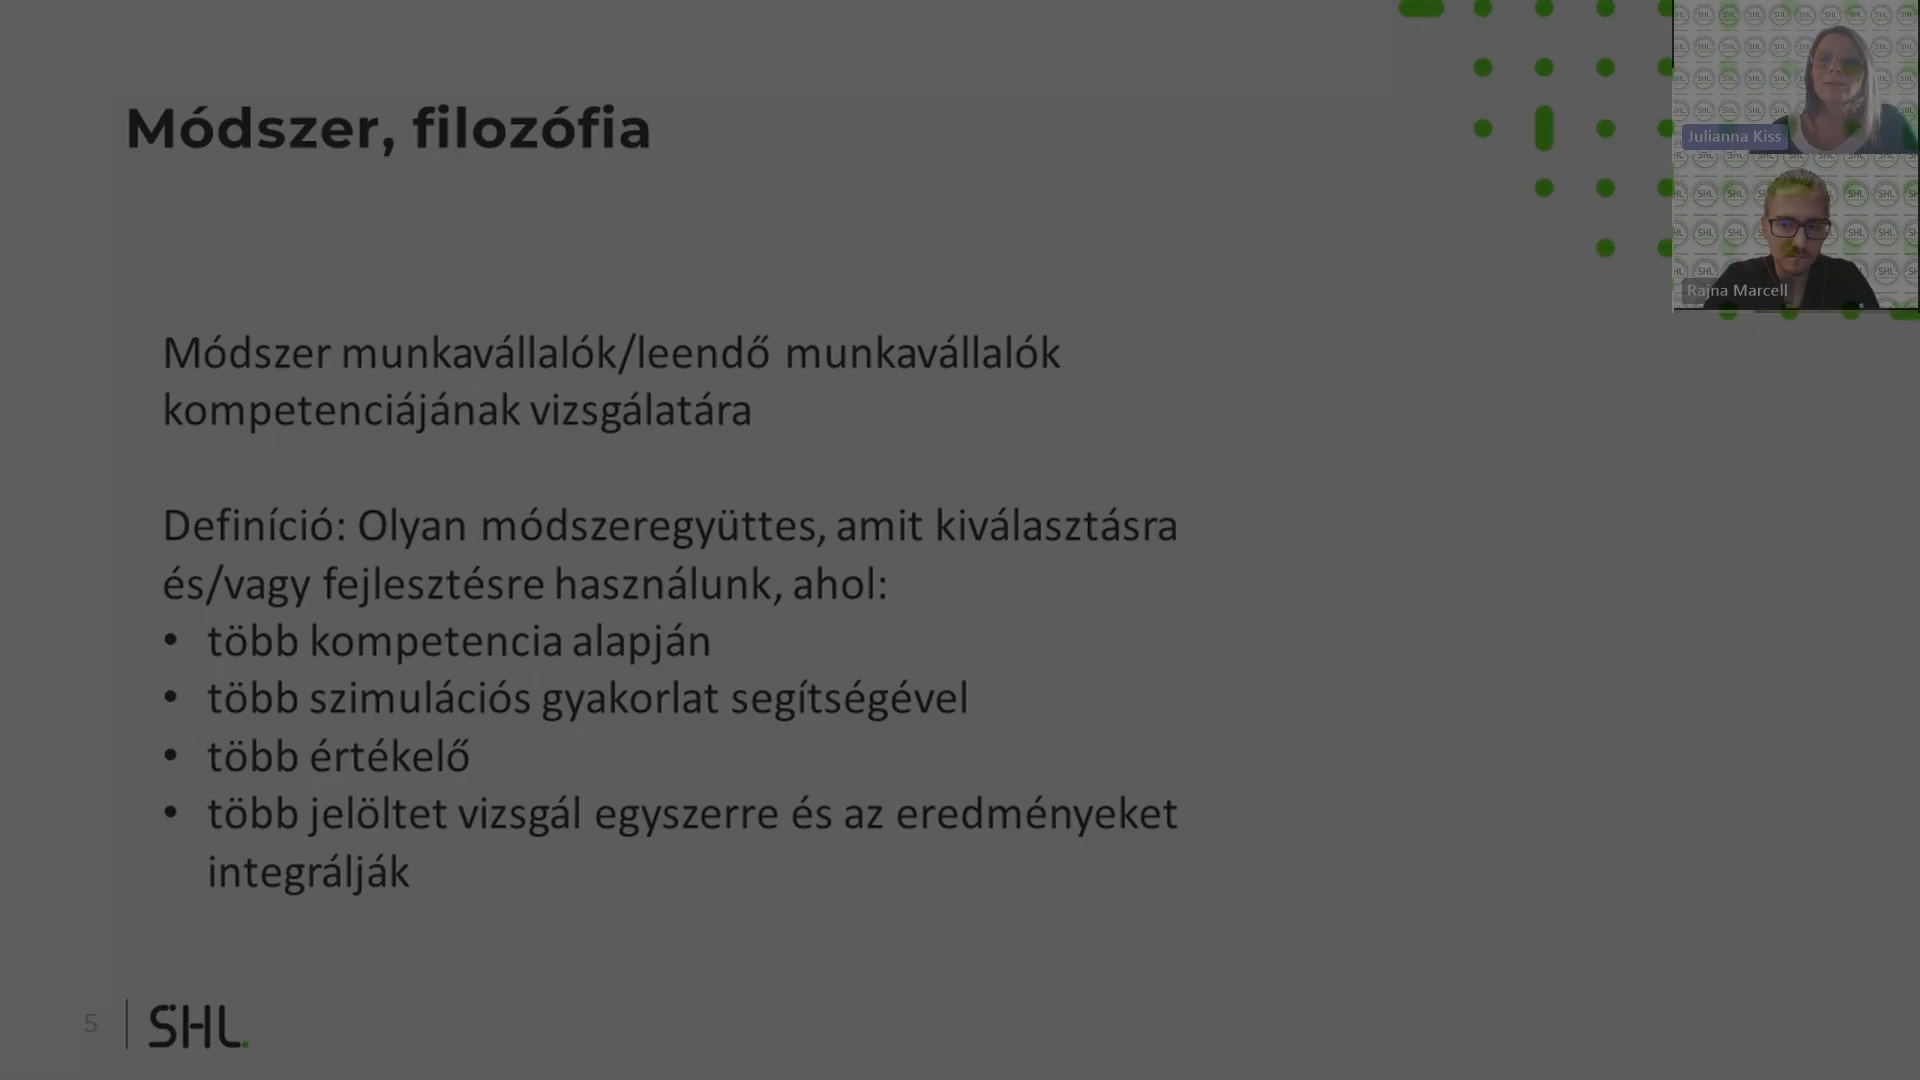 Módszer, filozófia
Julianna Kiss
Rajna Marcell
Módszer munkavállalók/leendő munkavállalók
kompetenciájának vizsgálatára
Definíció: Olyan módszeregyüttes, amit kiválasztásra
és/vagy fejlesztésre használunk, ahol:
• több kompetencia alapján
• több szimulációs gyakorlat segítségével
• több értékelő
• több jelöltet vizsgál egyszerre és az eredményeket
integrálják
5
SHL.